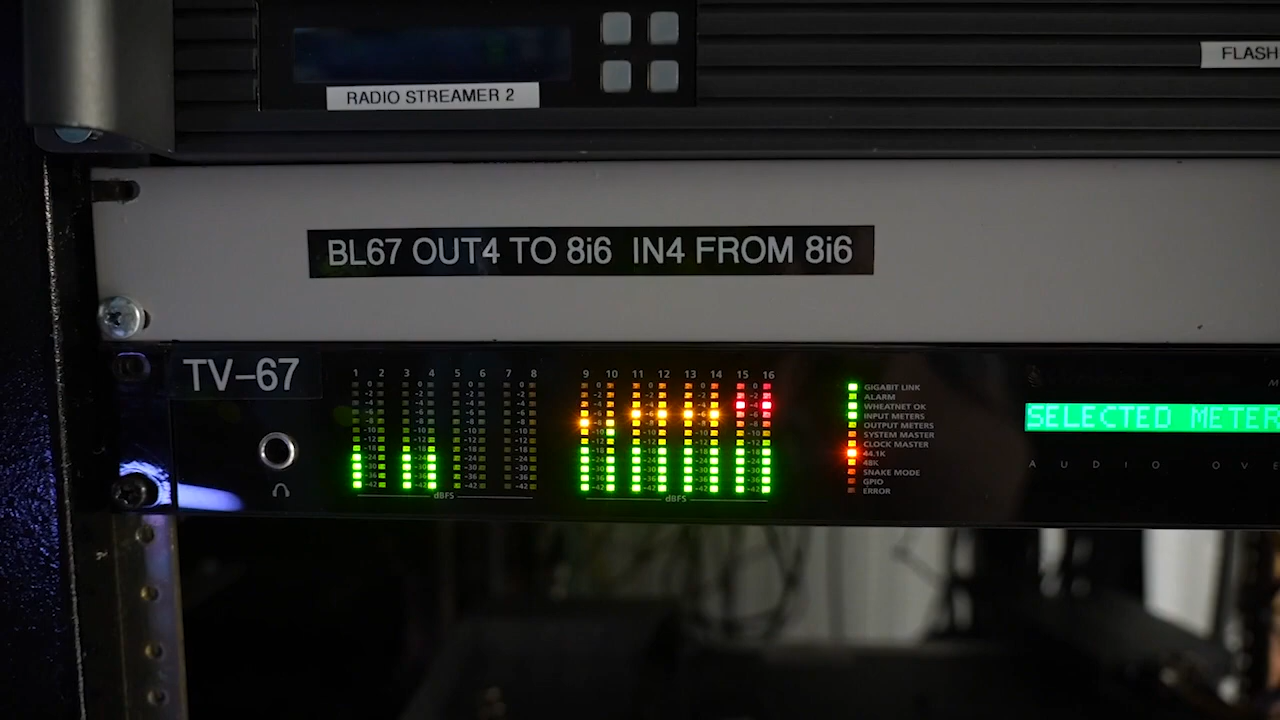 FLASH
RADIO STREAMER 2
BL67 OUT4 TO 8i6 IN4 FROM 8i6
TV-67
1 2 3 4 5 6 7 8
9 10 11 12 13 14 15 16
dBFS
dBFS
GIGABIT LINK
ALARM
WHEATNET OK
INPUT METERS
OUTPUT METERS
SYSTEM MASTER
CLOCK MASTER
44.1K
48K
SNAKE MODE
GPIO
ERROR
SELECTED METER
AUDIO OVE